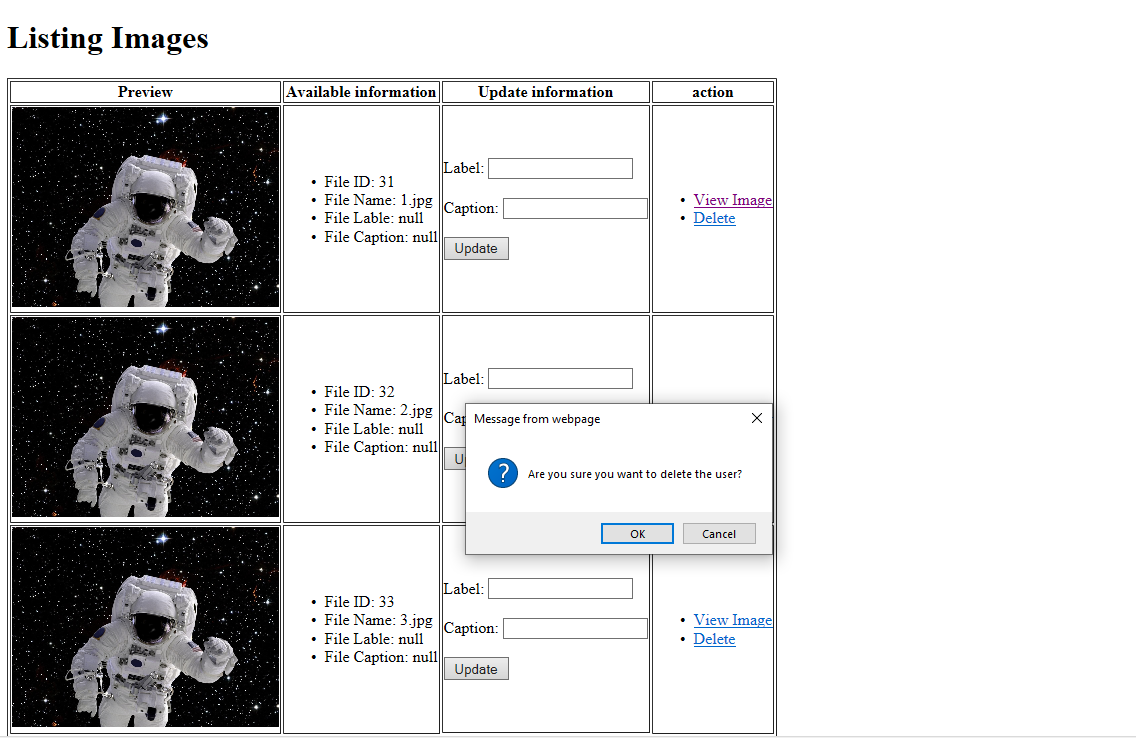 Listing Images
Preview Available information Update information action
File ID: 31
File Name: 1.jpg
File Lable: null
File Caption: null
Label:
Caption:
Update
View Image
Delete
File ID: 32
File Name: 2.jpg
File Lable: null
File Caption: null
Label:
Message from webpage
Are you sure you want to delete the user?
OK Cancel
File ID: 33
File Name: 3.jpg
File Lable: null
File Caption: null
Label:
Caption:
Update
View Image
Delete